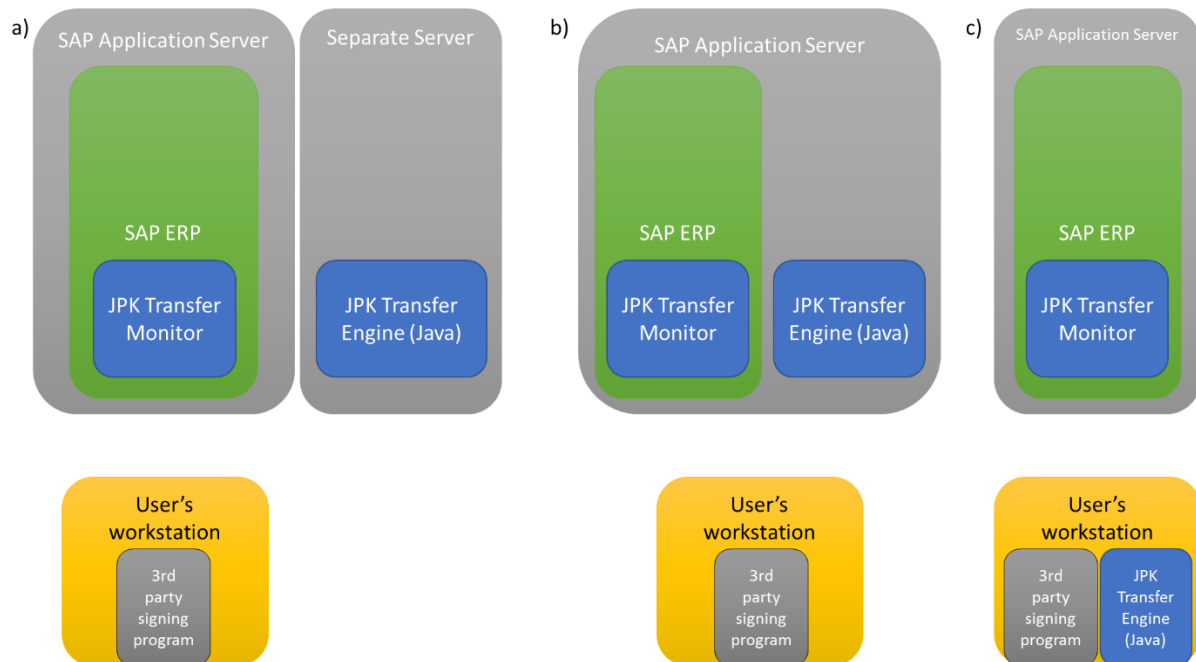 a)
SAP Application Server
SAP ERP
JPK Transfer
Monitor
Separate Server
JPK Transfer
Engine (Java)
User's
workstation
3rd
party
signing
program
b)
SAP Application Server
SAP ERP
JPK Transfer
Monitor
JPK Transfer
Engine (Java)
User's
workstation
3rd
party
signing
program
c)
SAP Application Server
SAP ERP
JPK Transfer
Monitor
User's
workstation
3rd
party
signing
program
JPK
Transfer
Engine
(Java)